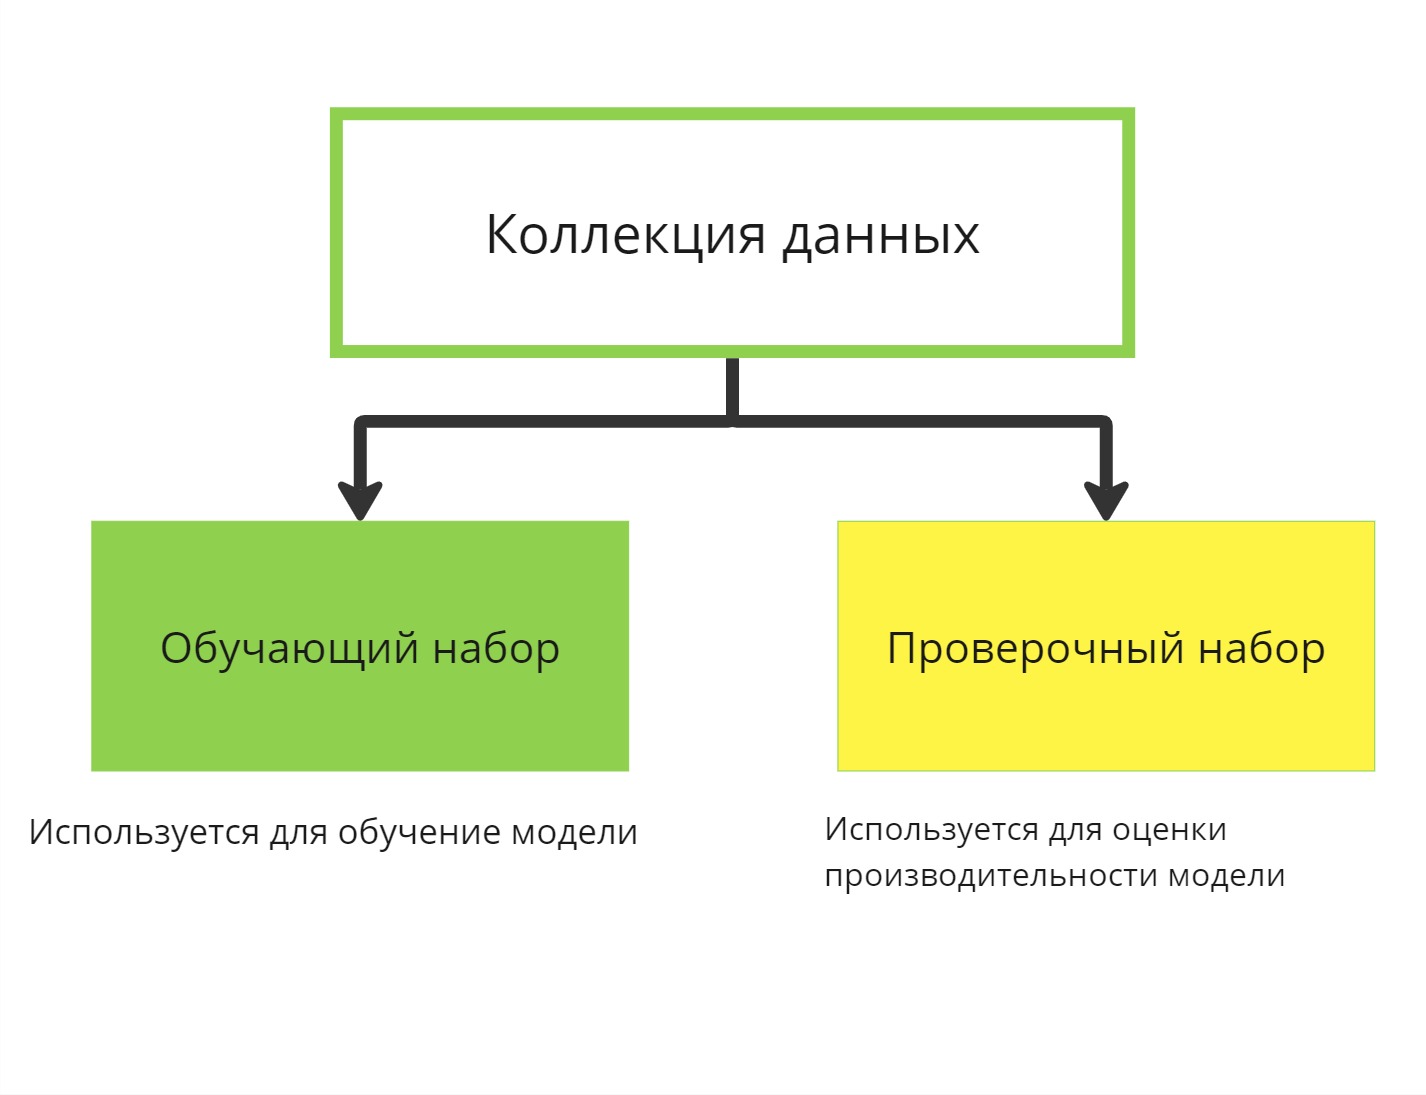 Коллекция данных
Обучающий набор
Проверочный набор
Используется для обучение модели
Используется для оценки
производительности модели